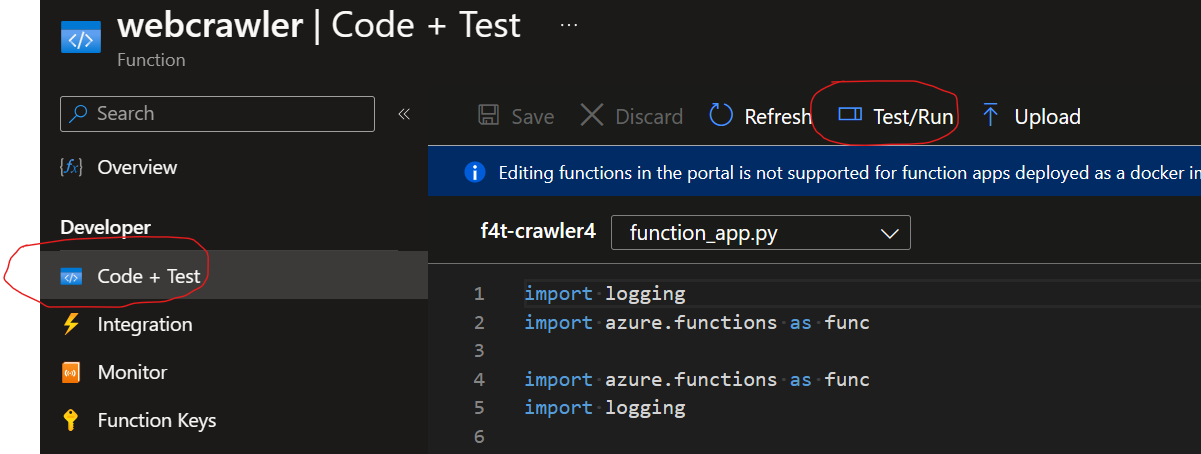 webcrawler | Code + Test ...
Function
Search «
Save Discard Refresh Test/Run Upload
{fx} Overview
Editing functions in the portal is not supported for function apps deployed as a docker in
Developer
f4t-crawler4 function_app.py
Code + Test
Integration
Monitor
Function Keys
1 import logging
2 import azure.functions as func
3
4 import azure.functions as func
5 import logging
6